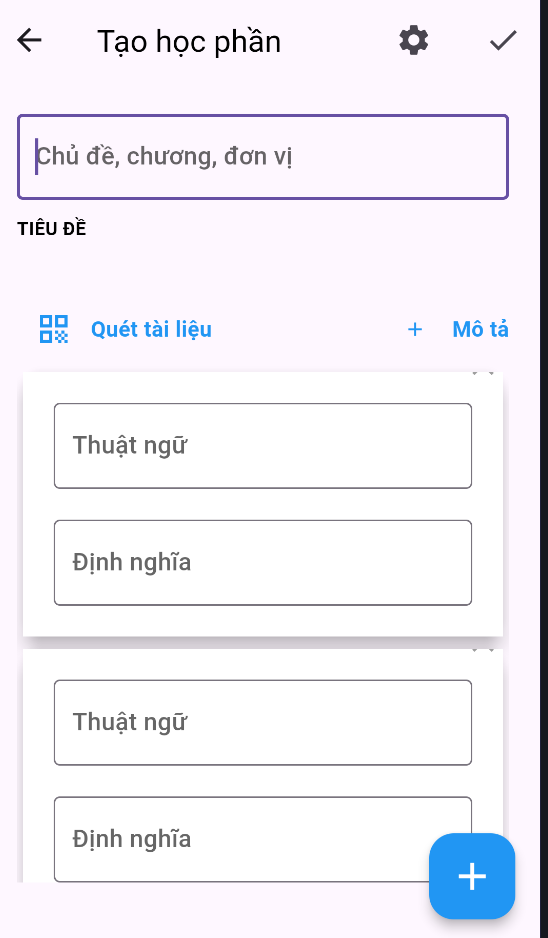 Tạo học phần
Chủ đề, chương, đơn vị
TIÊU ĐỀ
Quét tài liệu + Mô tả
Thuật ngữ
Định nghĩa
Thuật ngữ
Định nghĩa